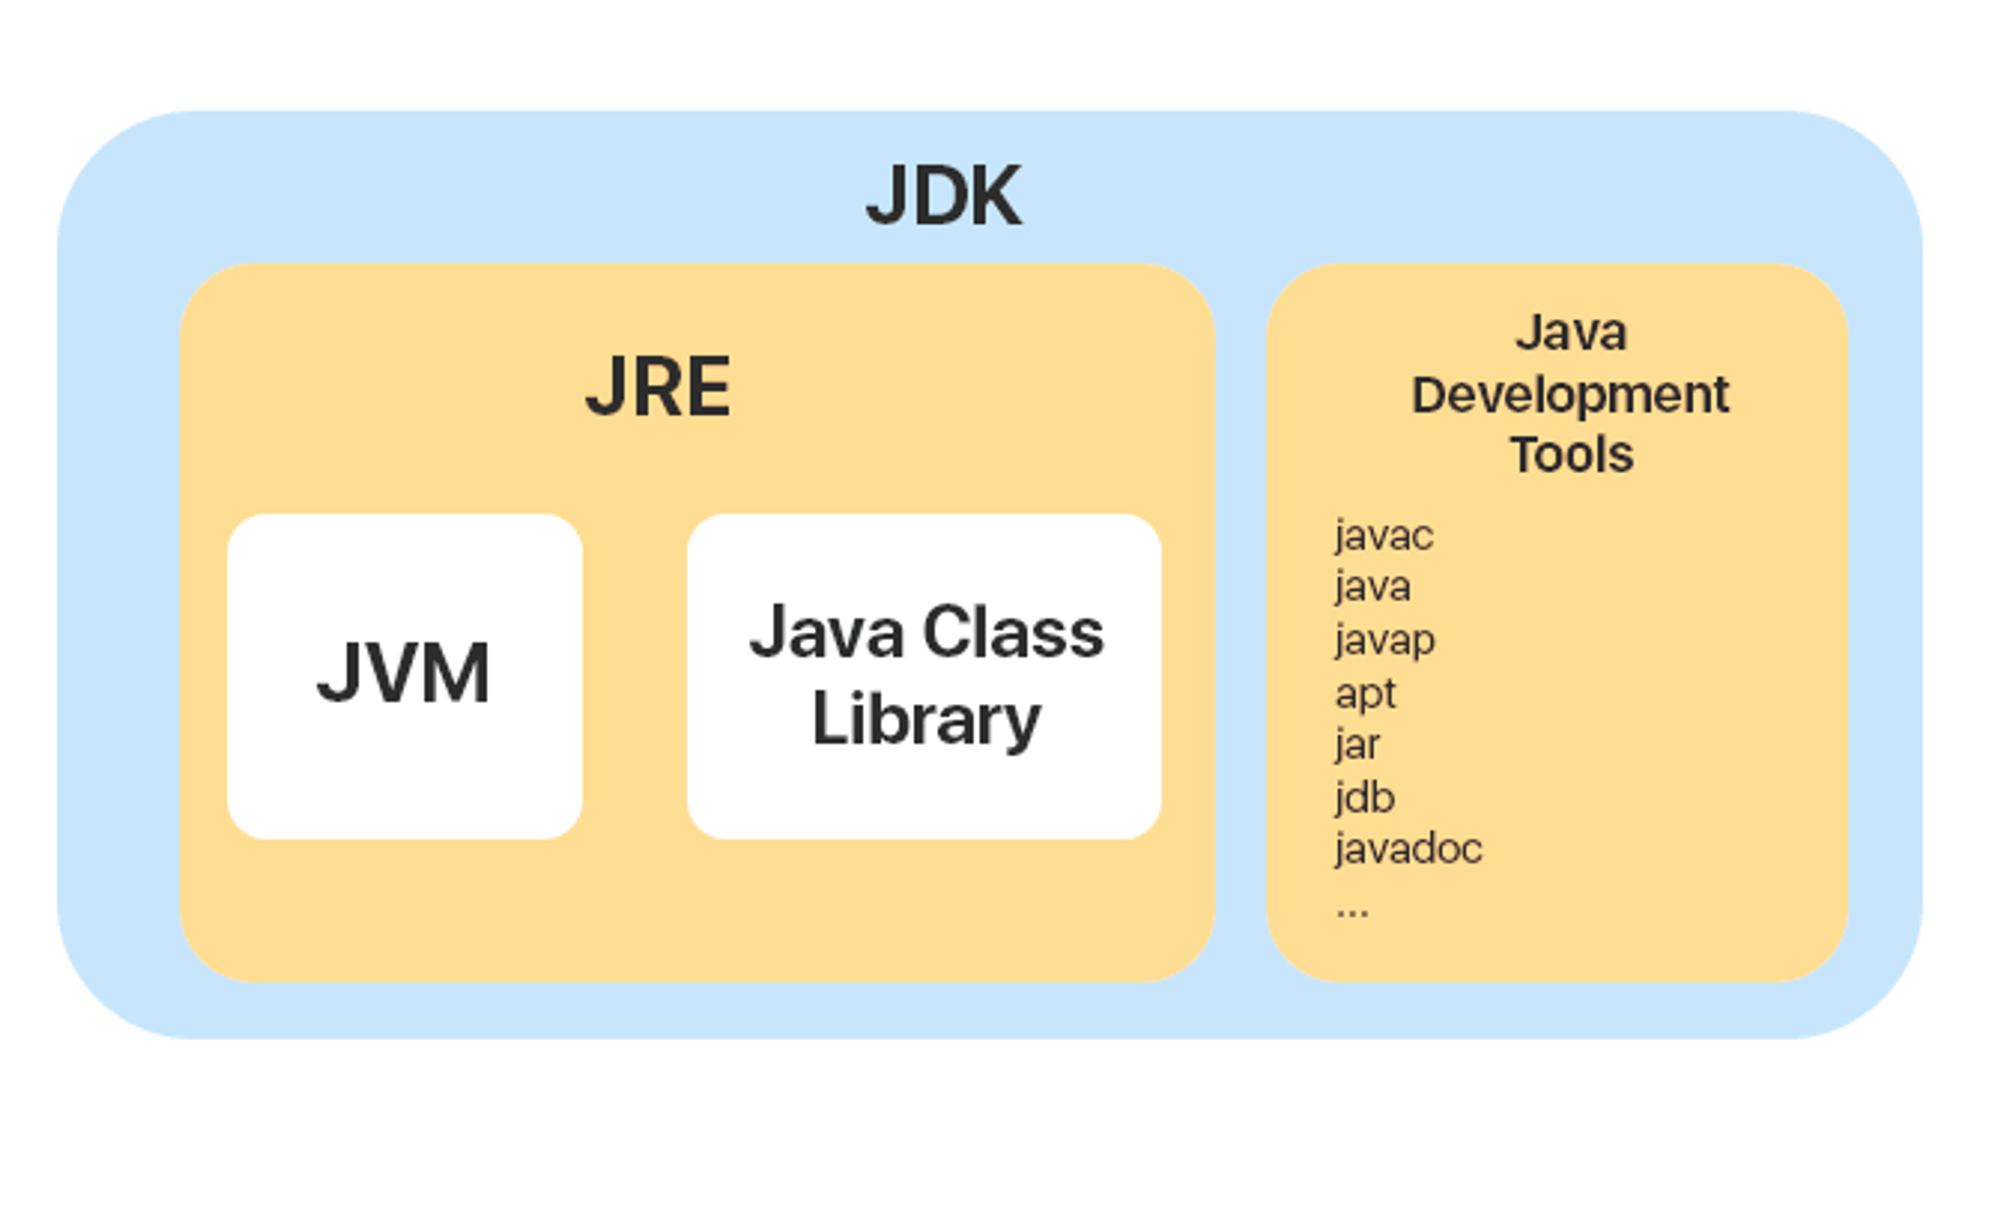 JDK
JRE
JVM
Java Class
Library
Java
Development
Tools
javac
java
javap
apt
jar
jdb
javadoc
...